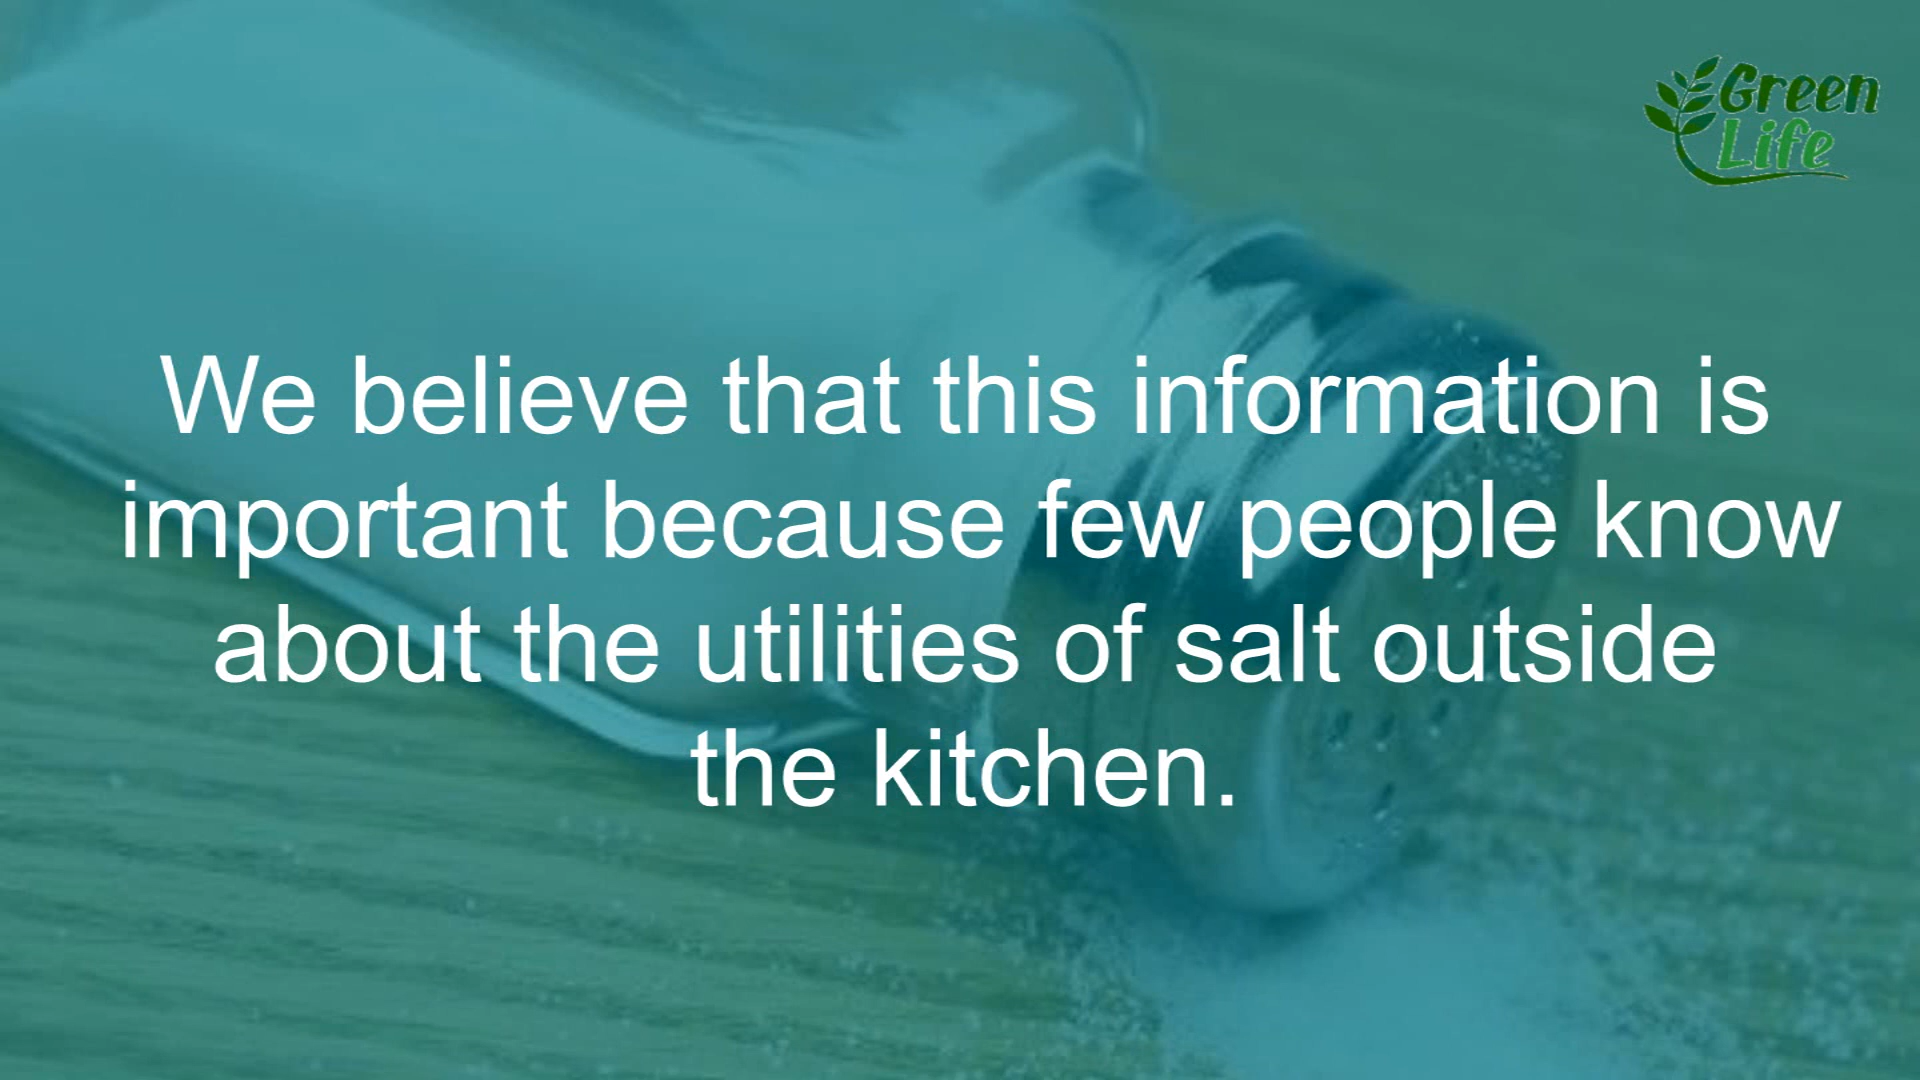 Green
Life
We believe that this information is
important because few people know
about the utilities of salt outside
the kitchen.